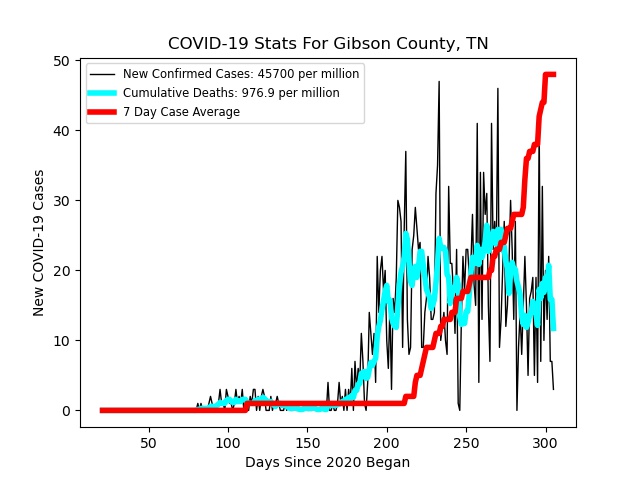 COVID-19 Stats For Gibson County, TN
New Confirmed Cases: 45700 per million
Cumulative Deaths: 976.9 per million
7 Day Case Average
New COVID-19 Cases
50
40
30
20
10
0
50 100 150 200 250 300
Days Since 2020 Began